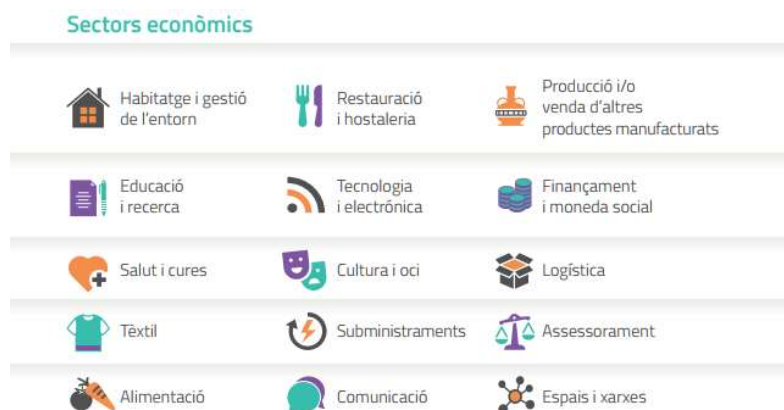 Sectors econòmics
Habitatge i gestió
de l'entorn
Restauració
i hostaleria
Producció i/o
venda d'altres
productes manufacturats
Educació
i recerca
Tecnologia
i electrónica
Finançament
i moneda social
Salut i cures
Cultura i oci
Logística
Tèxtil
Subministraments
Assessorament
Alimentació
Comunicació
Espais i xarxes